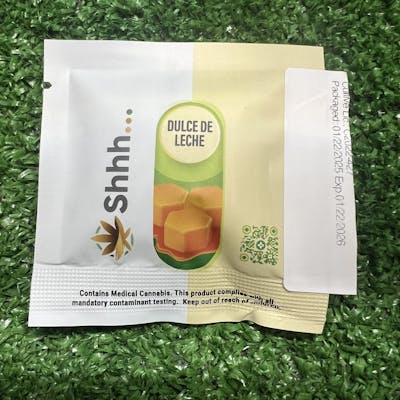 Shhh...
DULCE DE
LECHE
Packaged: 01/22/2025 Exp.01/22/2026
Contains Medical Cannabis. This product complies with all
mandatory contaminant testing. Keep out of reach of